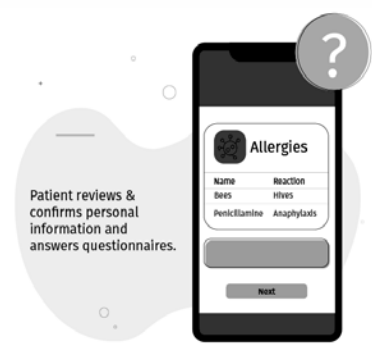 ?
Allergies
Name Reaction
Bees Hives
Penicillamine Anaphylaxis
Next
Patient reviews &
confirms personal
information and
answers questionnaires.